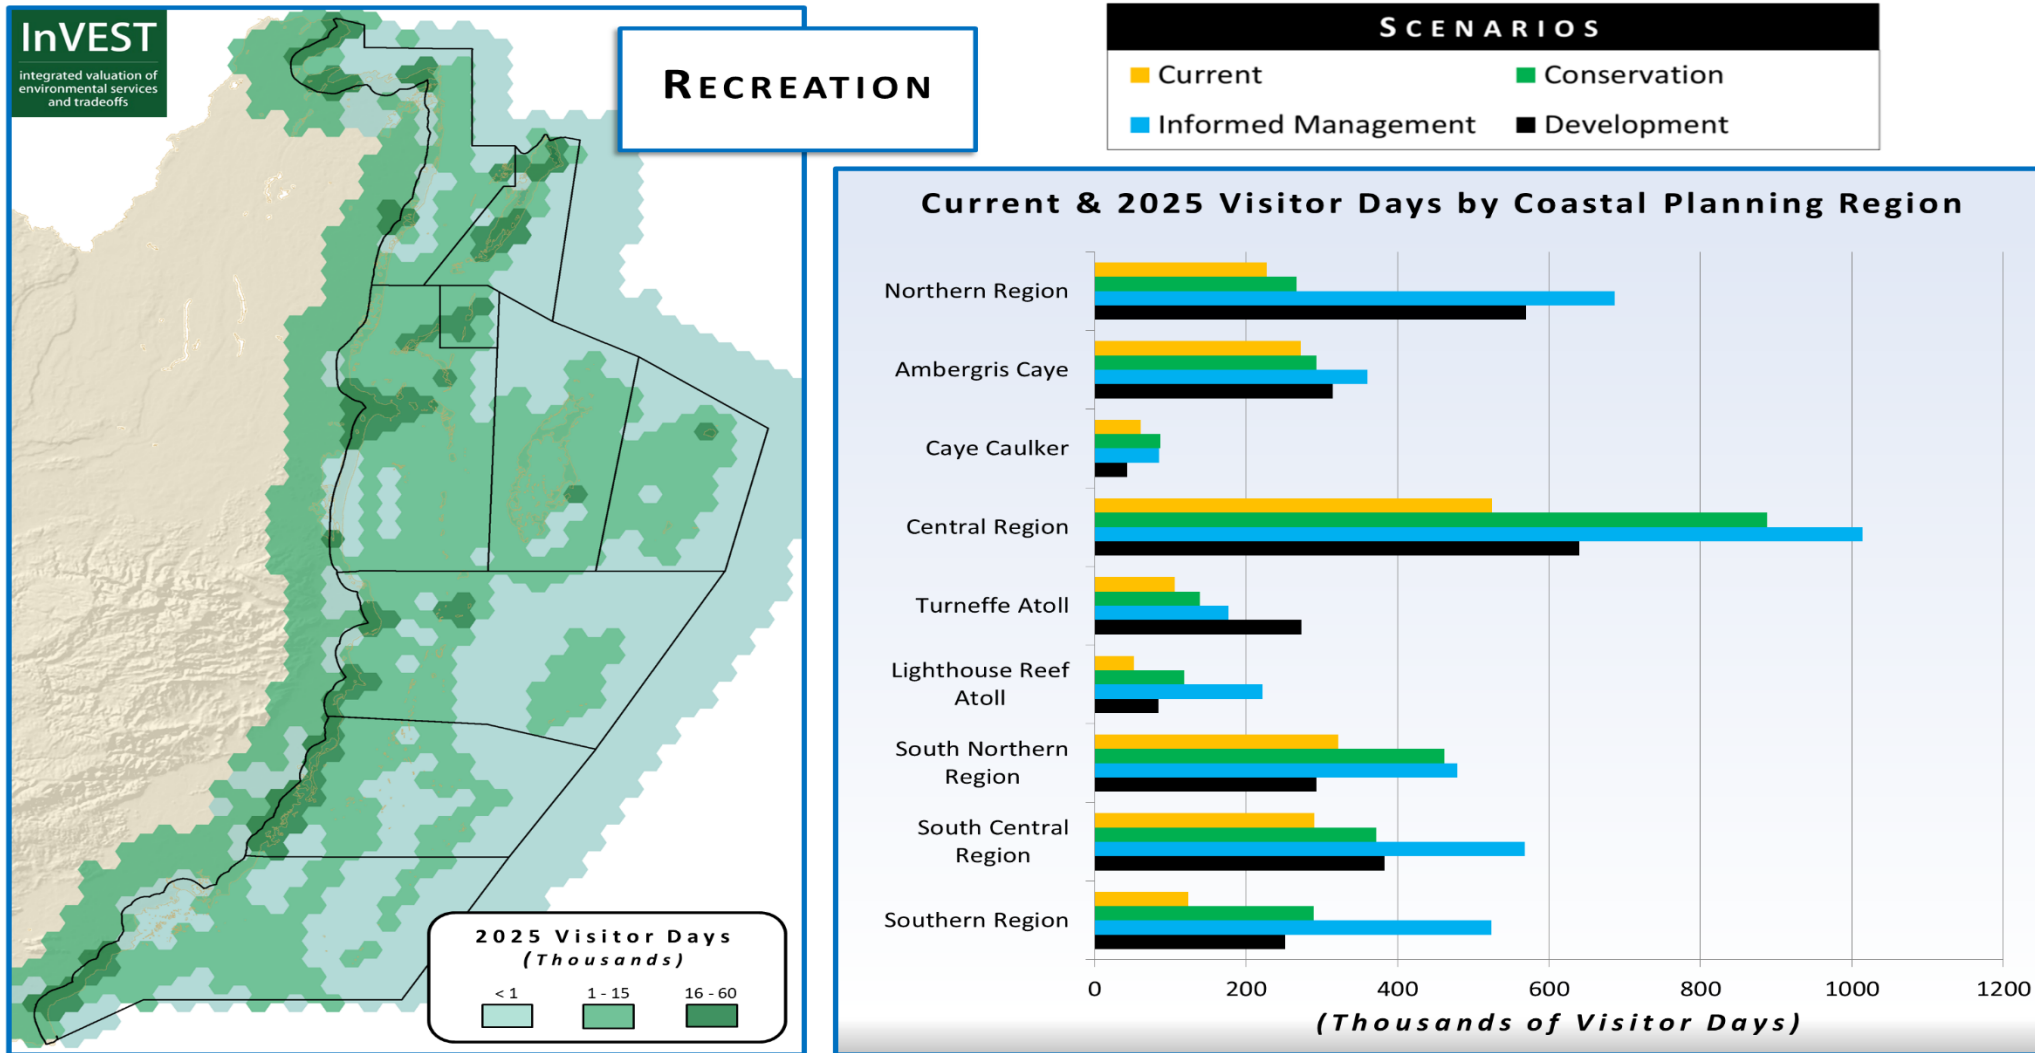 InVEST
integrated valuation of
environmental services
and tradeoffs
RECREATION
SCENARIOS
Current
Conservation
Informed Management
Development
Current & 2025 Visitor Days by Coastal Planning Region
Northern Region
Ambergris Caye
Caye Caulker
Central Region
Turneffe Atoll
Lighthouse Reef
Atoll
South Northern
Region
South Central
Region
Southern Region
0 200 400 600 800 1000 1200
(Thousands of Visitor Days)
2025 Visitor Days
(Thousands)
< 1 1 - 15 16 - 60